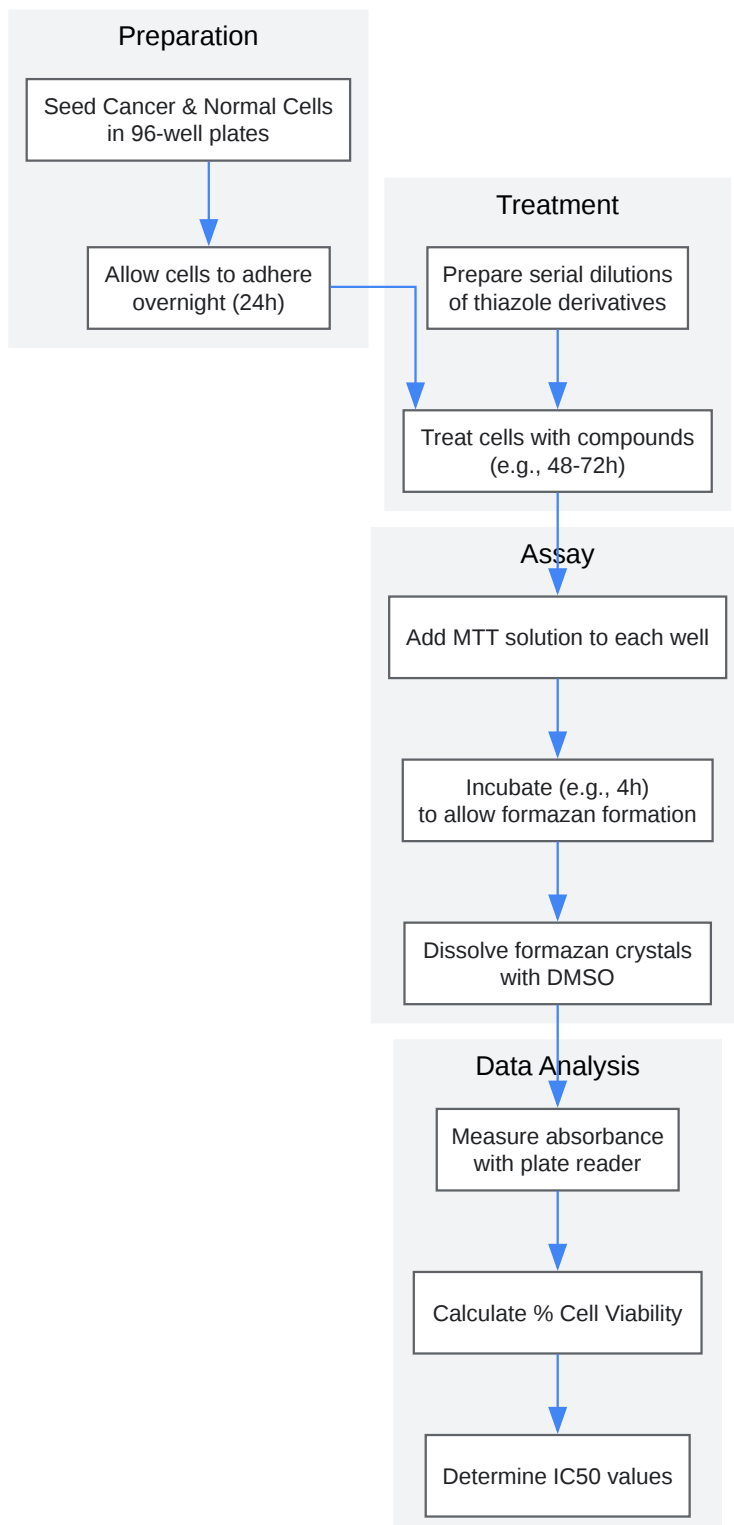 Preparation
Seed Cancer & Normal Cells
in 96-well plates
Allow cells to adhere
overnight (24h)
Treatment
Prepare serial dilutions
of thiazole derivatives
Treat cells with compounds
(e.g., 48-72h)
Assay
Add MTT solution to each well
Incubate (e.g., 4h)
to allow formazan formation
Dissolve formazan crystals
with DMSO
Data Analysis
Measure absorbance
with plate reader
Calculate % Cell Viability
Determine IC50 values